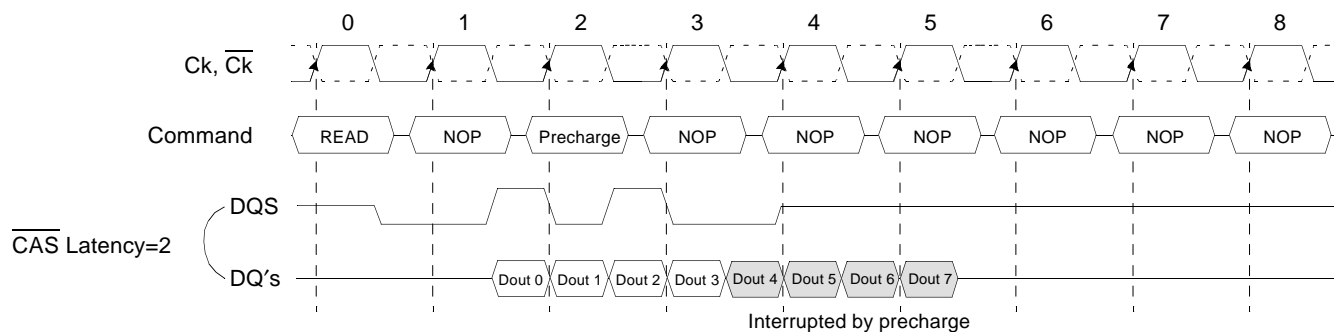 0 1 2 3 4 5 6 7 8
Ck, C̅k̅
Command READ NOP Precharge NOP NOP NOP NOP NOP NOP
DQS
C̅A̅S̅ Latency=2
DQ's Dout 0 Dout 1 Dout 2 Dout 3 Dout 4 Dout 5 Dout 6 Dout 7
Interrupted by precharge